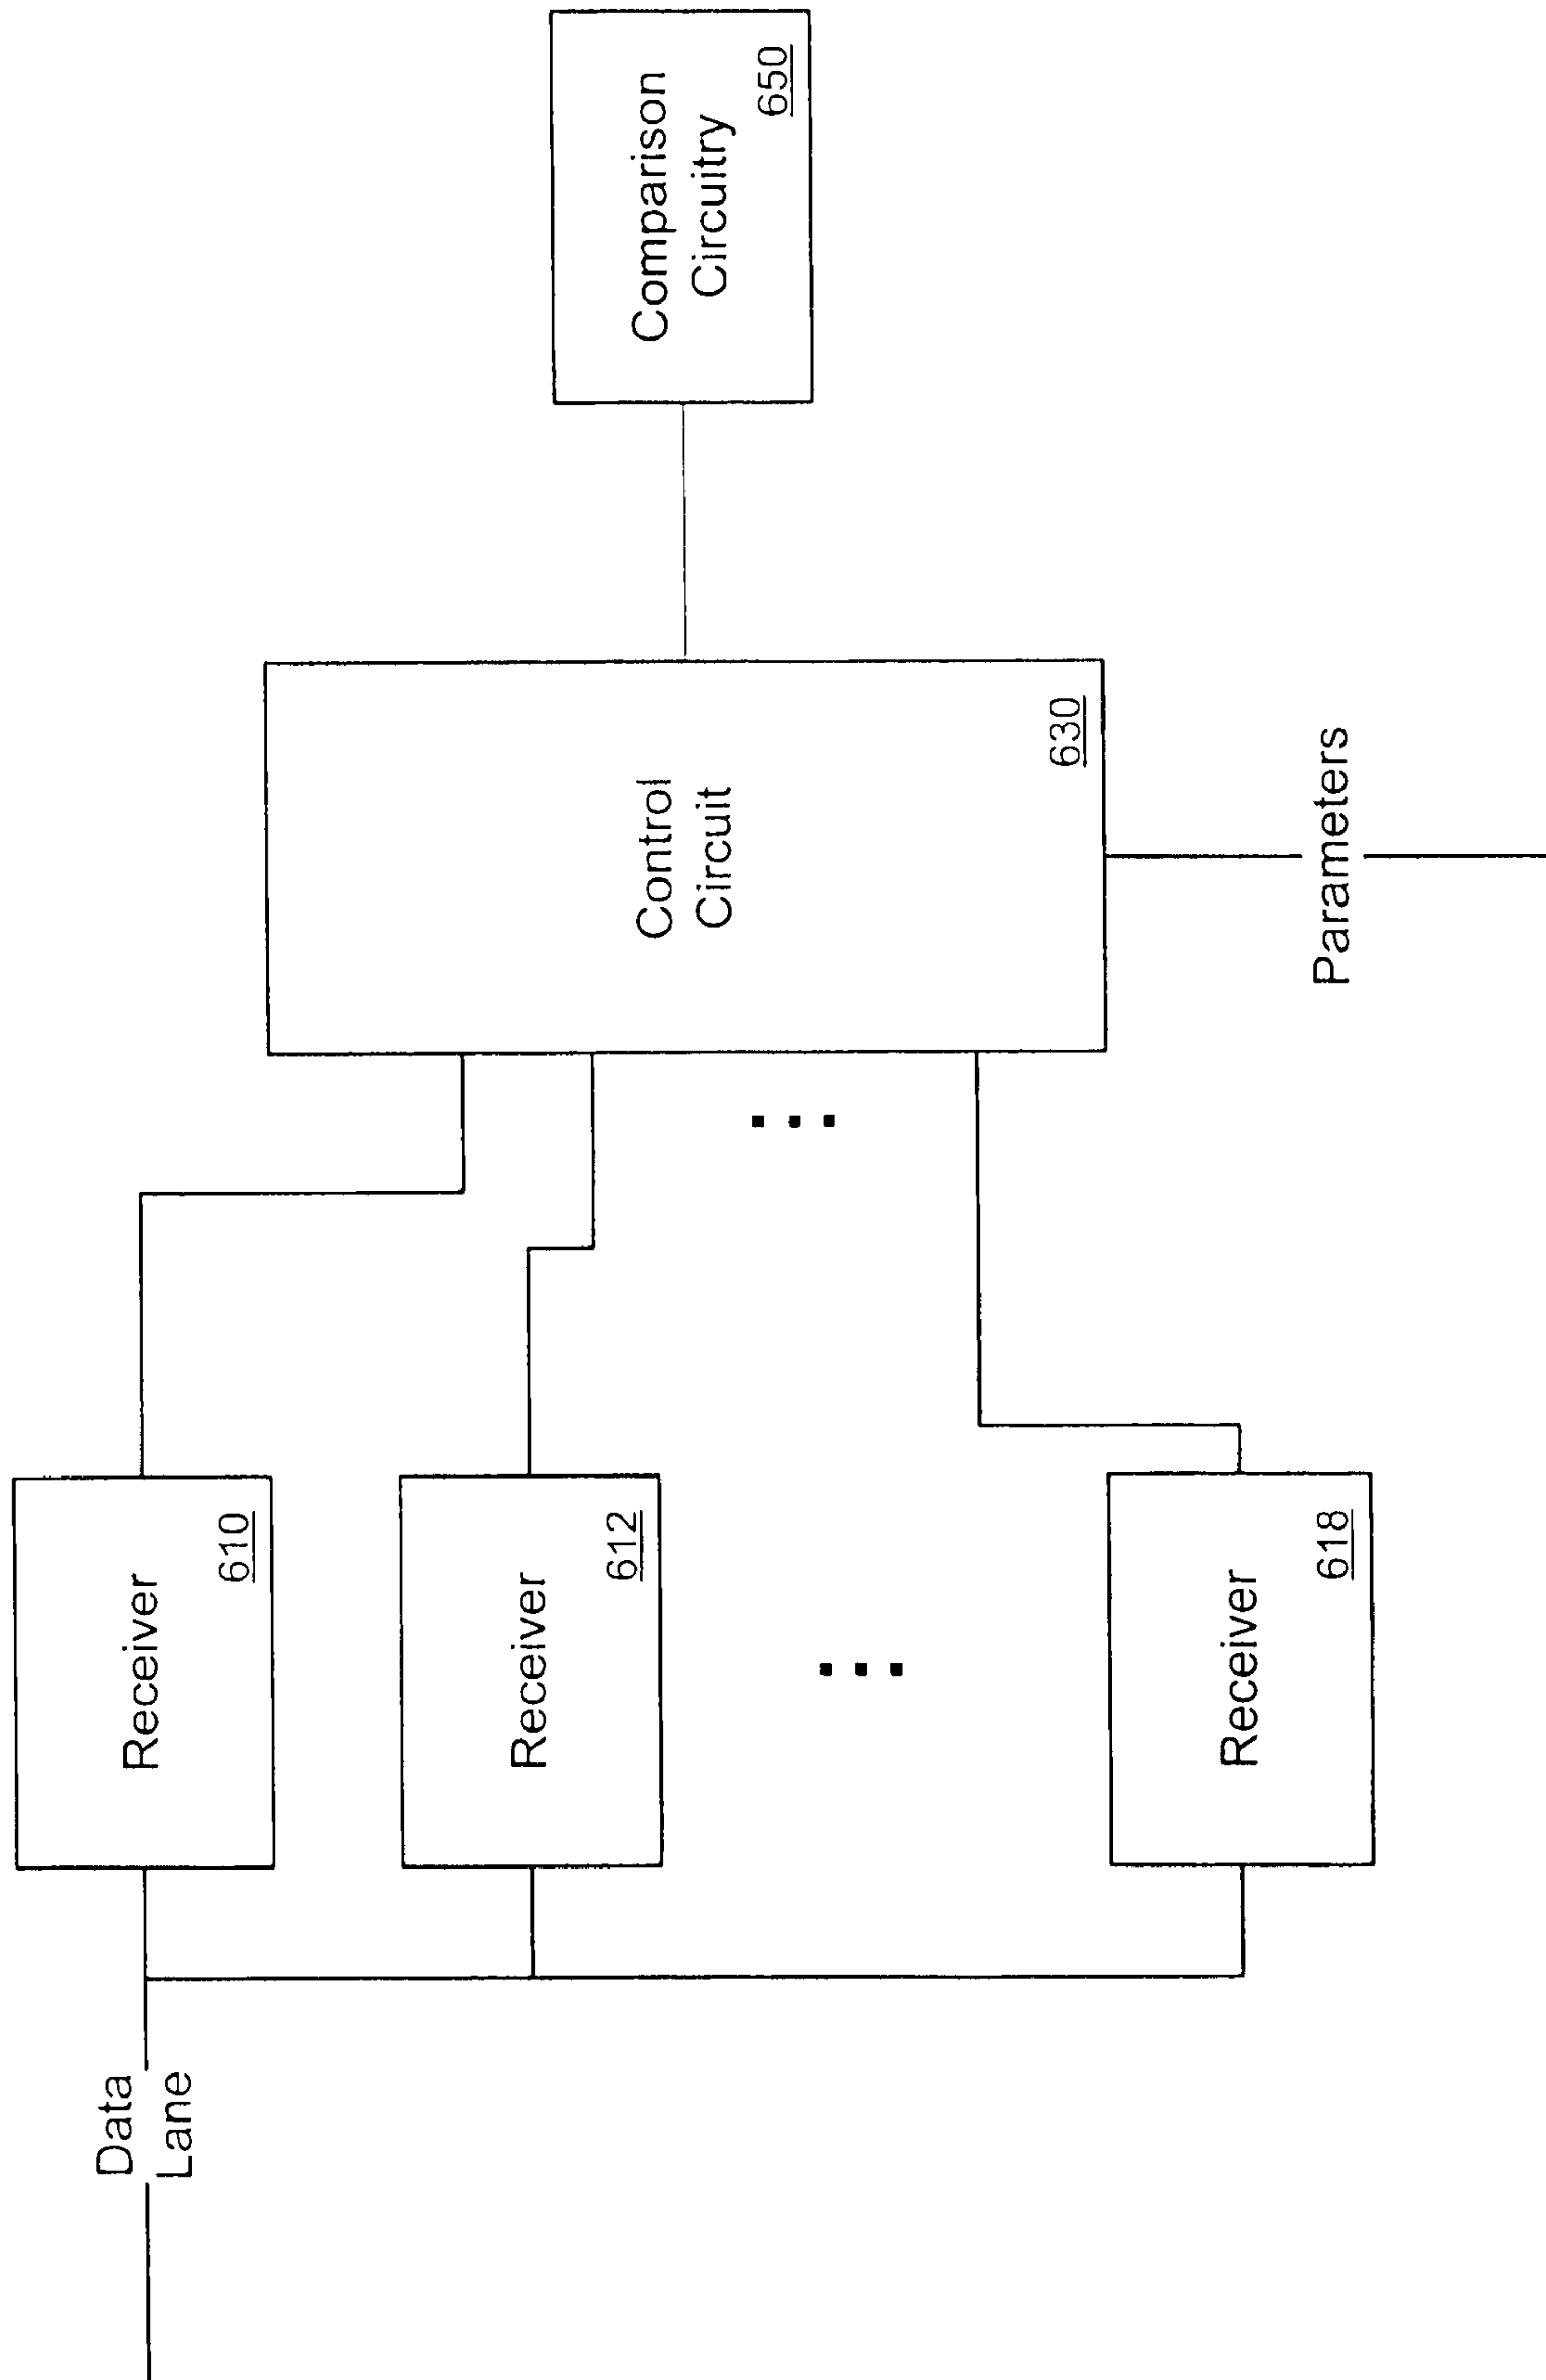 Data
Lane
Receiver
610
Receiver
612
...
Receiver
618
...
Control
Circuit
630
Parameters
Comparison
Circuitry
650